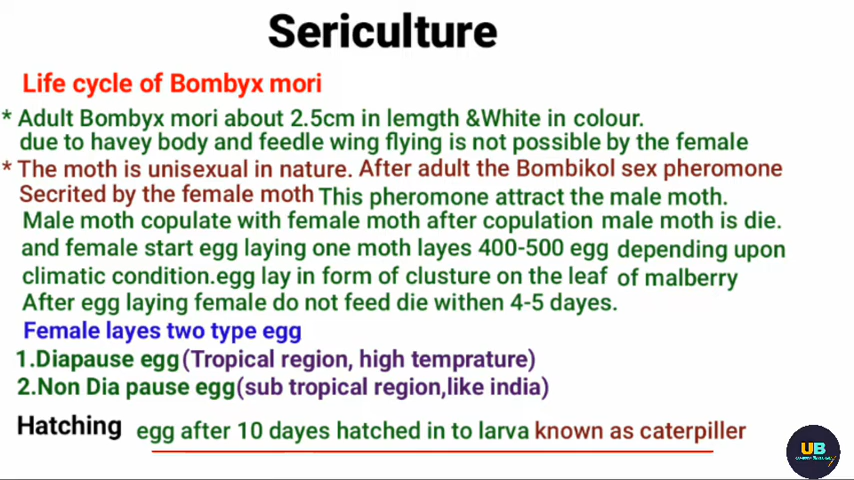 Sericulture
Life cycle of Bombyx mori
* Adult Bombyx mori about 2.5cm in lemgth &White in colour.
due to havey body and feedle wing flying is not possible by the female
* The moth is unisexual in nature. After adult the Bombikol sex pheromone
Secrited by the female moth This pheromone attract the male moth.
Male moth copulate with female moth after copulation male moth is die.
and female start egg laying one moth layes 400-500 egg depending upon
climatic condition.egg lay in form of clusture on the leaf of malberry
After egg laying female do not feed die withen 4-5 dayes.
Female layes two type egg
1.Diapause egg(Tropical region, high temprature)
2.Non Dia pause egg(sub tropical region,like india)
Hatching egg after 10 dayes hatched in to larva known as caterpiller
UB